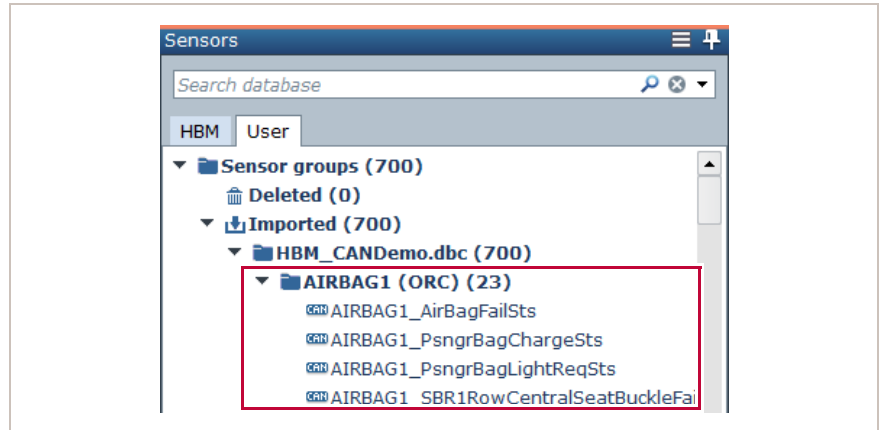 Sensors
Search database
HBM User
Sensor groups (700)
Deleted (0)
Imported (700)
HBM_CANDemo.dbc (700)
AIRBAG1 (ORC) (23)
CAN AIRBAG1_AirBagFailSts
CAN AIRBAG1_PsngrBagChargeSts
CAN AIRBAG1_PsngrBagLightReqSts
CAN AIRBAG1_SBR1RowCentralSeatBuckleFai